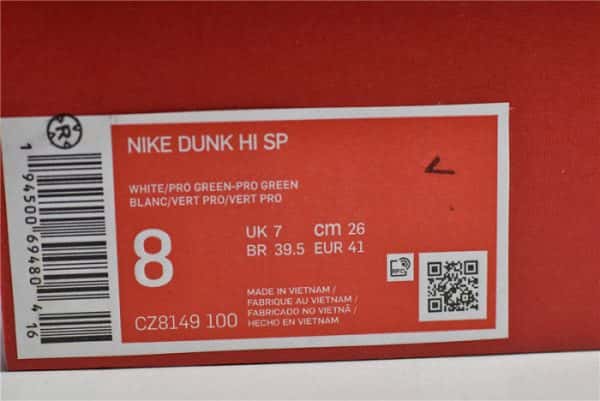 NIKE DUNK HI SP
WHITE/PRO GREEN-PRO GREEN
BLANC/VERT PRO/VERT PRO
8
UK 7 cm 26
BR 39.5 EUR 41
CZ8149 100
MADE IN VIETNAM /
FABRIQUE AU VIETNAM /
FABRICADO NO VIETNÃ /
HECHO EN VIETNAM
R
1 94500 69480 4 16